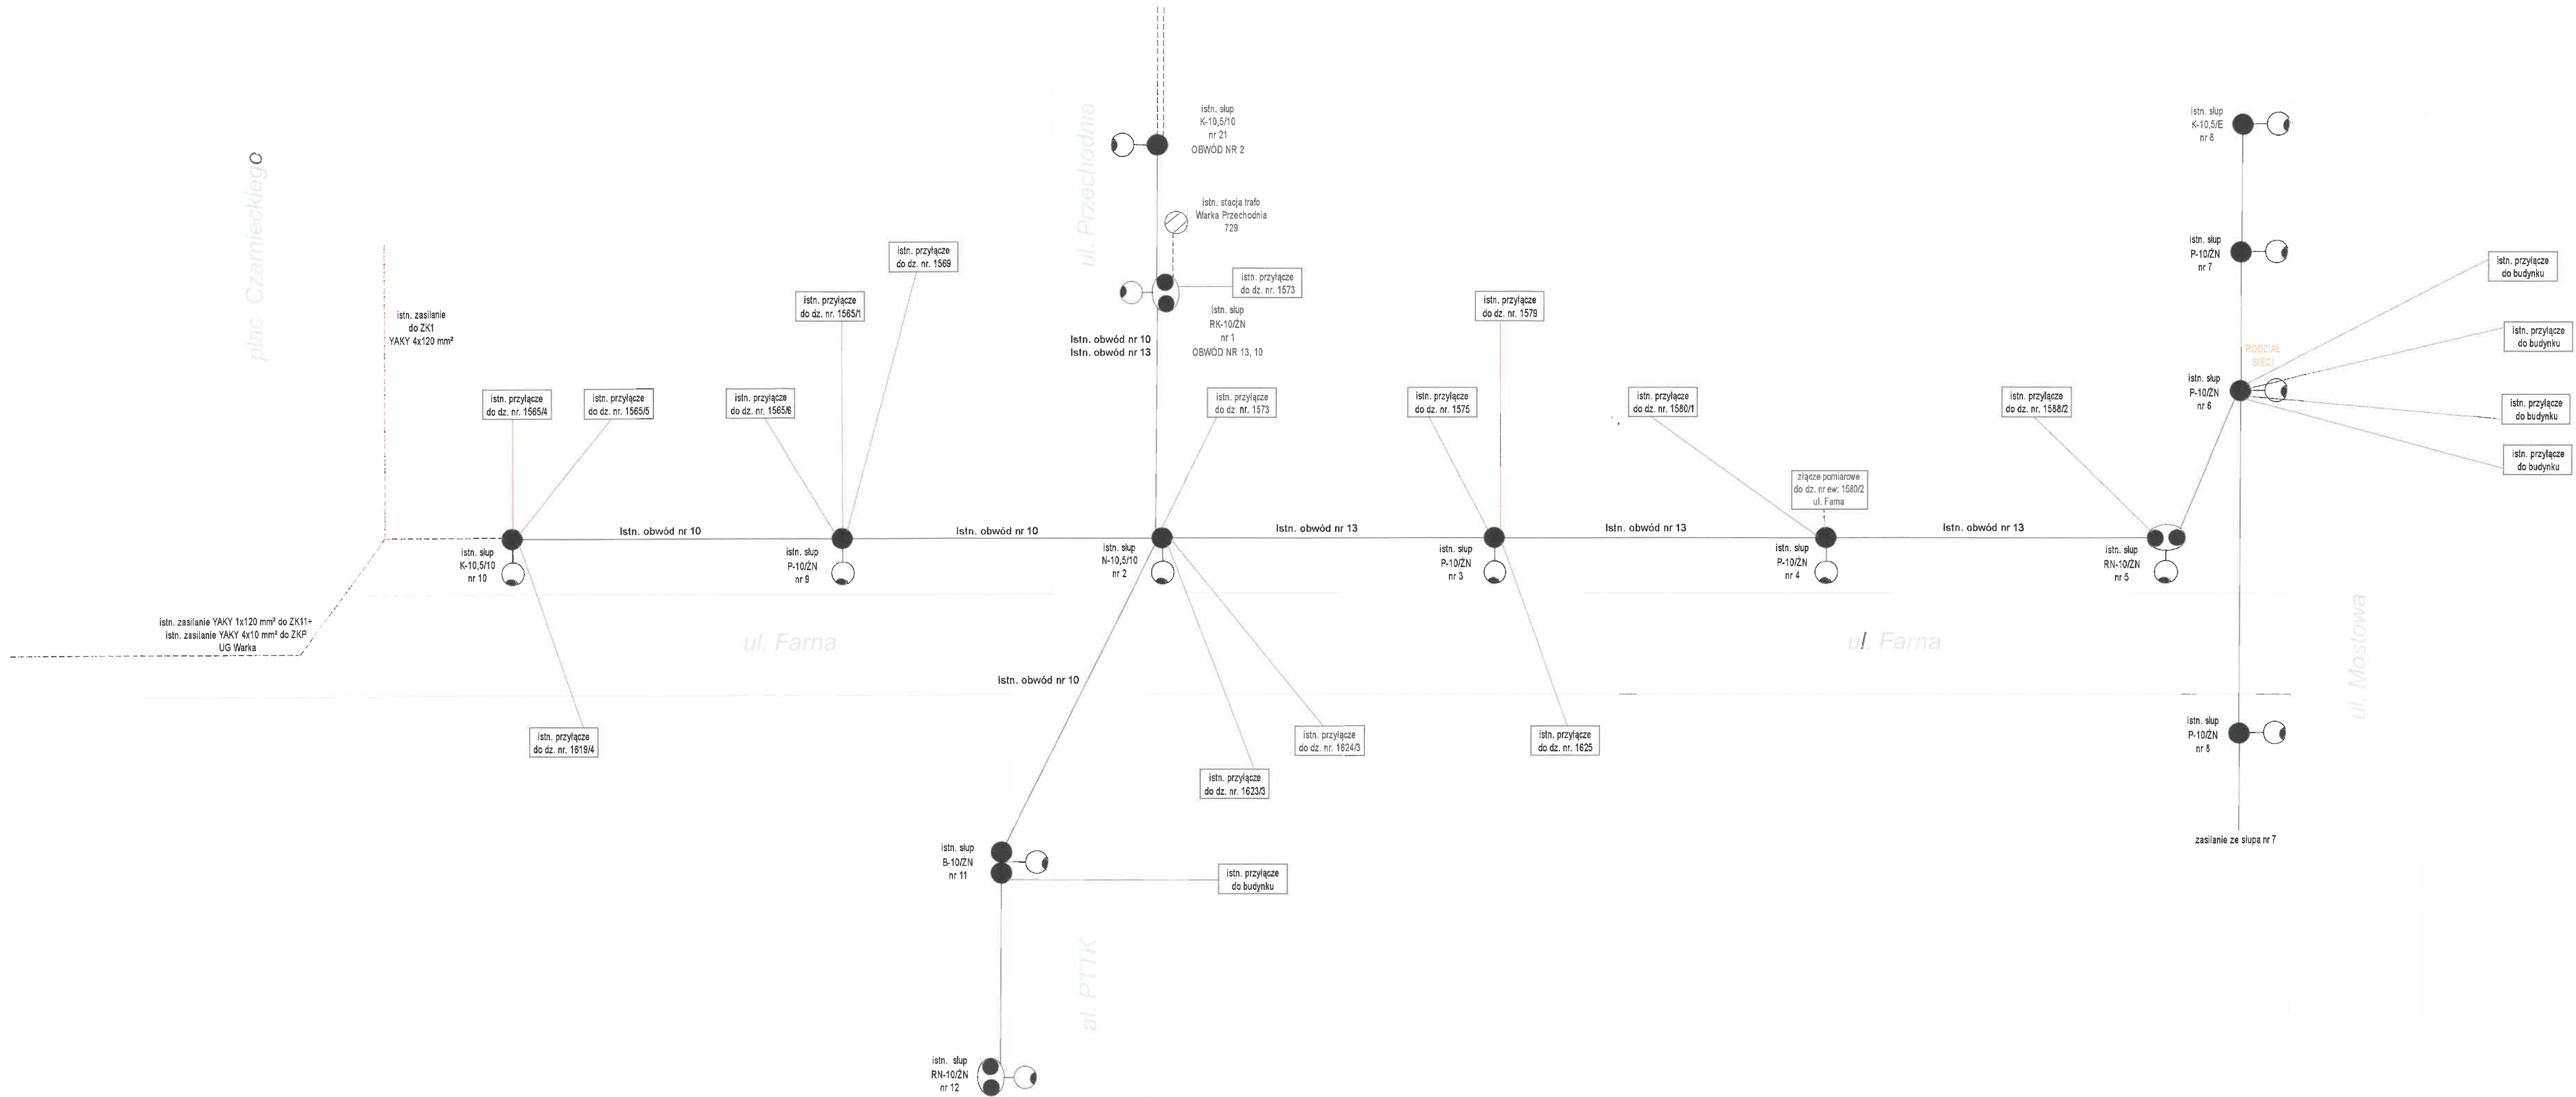 plac Czarnieckiego
istn. zasilanie
do ZK1
YAKY 4x120 mm²
istn. przyłącze
do dz. nr. 1565/4
istn. przyłącze
do dz. nr. 1565/5
istn. przyłącze
do dz. nr. 1565/6
istn. przyłącze
do dz. nr. 1565/1
istn. przyłącze
do dz. nr. 1569
ul. Przechodnia
istn. słup
K-10,5/10
nr 21
OBWÓD NR 2
istn. stacja trafo
Warka Przechodnia
729
istn. przyłącze
do dz. nr. 1573
istn. słup
RK-10/ŻN
nr 1
OBWÓD NR 13, 10
Istn. obwód nr 10
Istn. obwód nr 13
istn. przyłącze
do dz. nr. 1573
istn. przyłącze
do dz. nr. 1575
istn. przyłącze
do dz. nr. 1579
istn. przyłącze
do dz. nr. 1580/1
złącze pomiarowe
do dz. nr ew: 1580/2
ul. Farna
istn. przyłącze
do dz. nr. 1588/2
istn. słup
K-10,5/E
nr 8
istn. słup
P-10/ŻN
nr 7
PODZIAŁ
SIECI
istn. słup
P-10/ŻN
nr 6
istn. przyłącze
do budynku
istn. przyłącze
do budynku
istn. przyłącze
do budynku
istn. przyłącze
do budynku
Istn. obwód nr 10
Istn. obwód nr 10
Istn. obwód nr 13
Istn. obwód nr 13
Istn. obwód nr 13
istn. słup
K-10,5/10
nr 10
istn. słup
P-10/ŻN
nr 9
istn. słup
N-10,5/10
nr 2
istn. słup
P-10/ŻN
nr 3
istn. słup
P-10/ŻN
nr 4
istn. słup
RN-10/ŻN
nr 5
istn. zasilanie YAKY 1x120 mm² do ZK11+
istn. zasilanie YAKY 4x10 mm² do ZKP
UG Warka
ul. Farna
ul. Farna
ul. Mostowa
Istn. obwód nr 10
istn. przyłącze
do dz. nr. 1619/4
istn. przyłącze
do dz. nr. 1623/3
istn. przyłącze
do dz. nr. 1624/3
istn. przyłącze
do dz. nr. 1625
istn. słup
P-10/ŻN
nr 8
zasilanie ze słupa nr 7
istn. słup
B-10/ŻN
nr 11
istn. przyłącze
do budynku
al. PTTK
istn. słup
RN-10/ŻN
nr 12